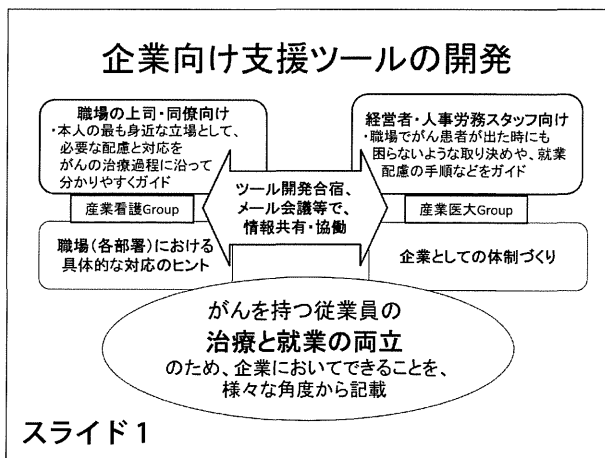 企業向け支援ツールの開発
職場の上司・同僚向け
・本人の最も身近な立場として、
必要な配慮と対応を
がんの治療過程に沿って
分かりやすくガイド
産業看護Group
職場(各部署)における
具体的な対応のヒント
ツール開発合宿、
メール会議等で、
情報共有・協働
経営者・人事労務スタッフ向け
・職場でがん患者が出た時にも
困らないような取り決めや、就業
配慮の手順などをガイド
産業医大Group
企業としての体制づくり
がんを持つ従業員の
治療と就業の両立
のため、企業においてできることを、
様々な角度から記載
スライド1